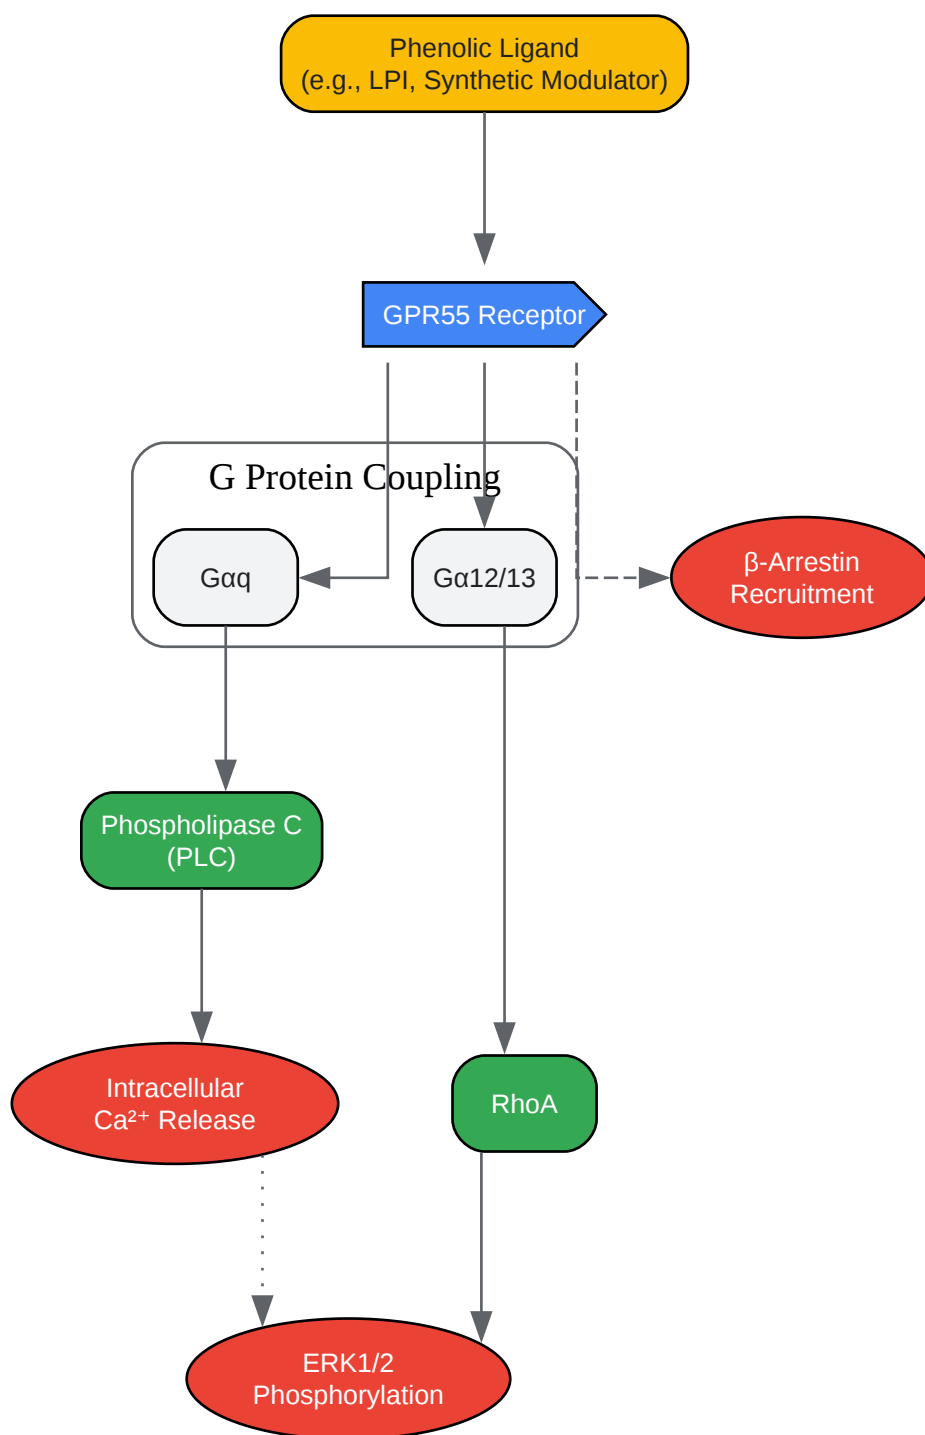 Phenolic Ligand
(e.g., LPI, Synthetic Modulator)
GPR55 Receptor
G Protein Coupling
Gαq
Gα12/13
β-Arrestin
Recruitment
Phospholipase C
(PLC)
Intracellular
Ca²⁺ Release
RhoA
ERK1/2
Phosphorylation